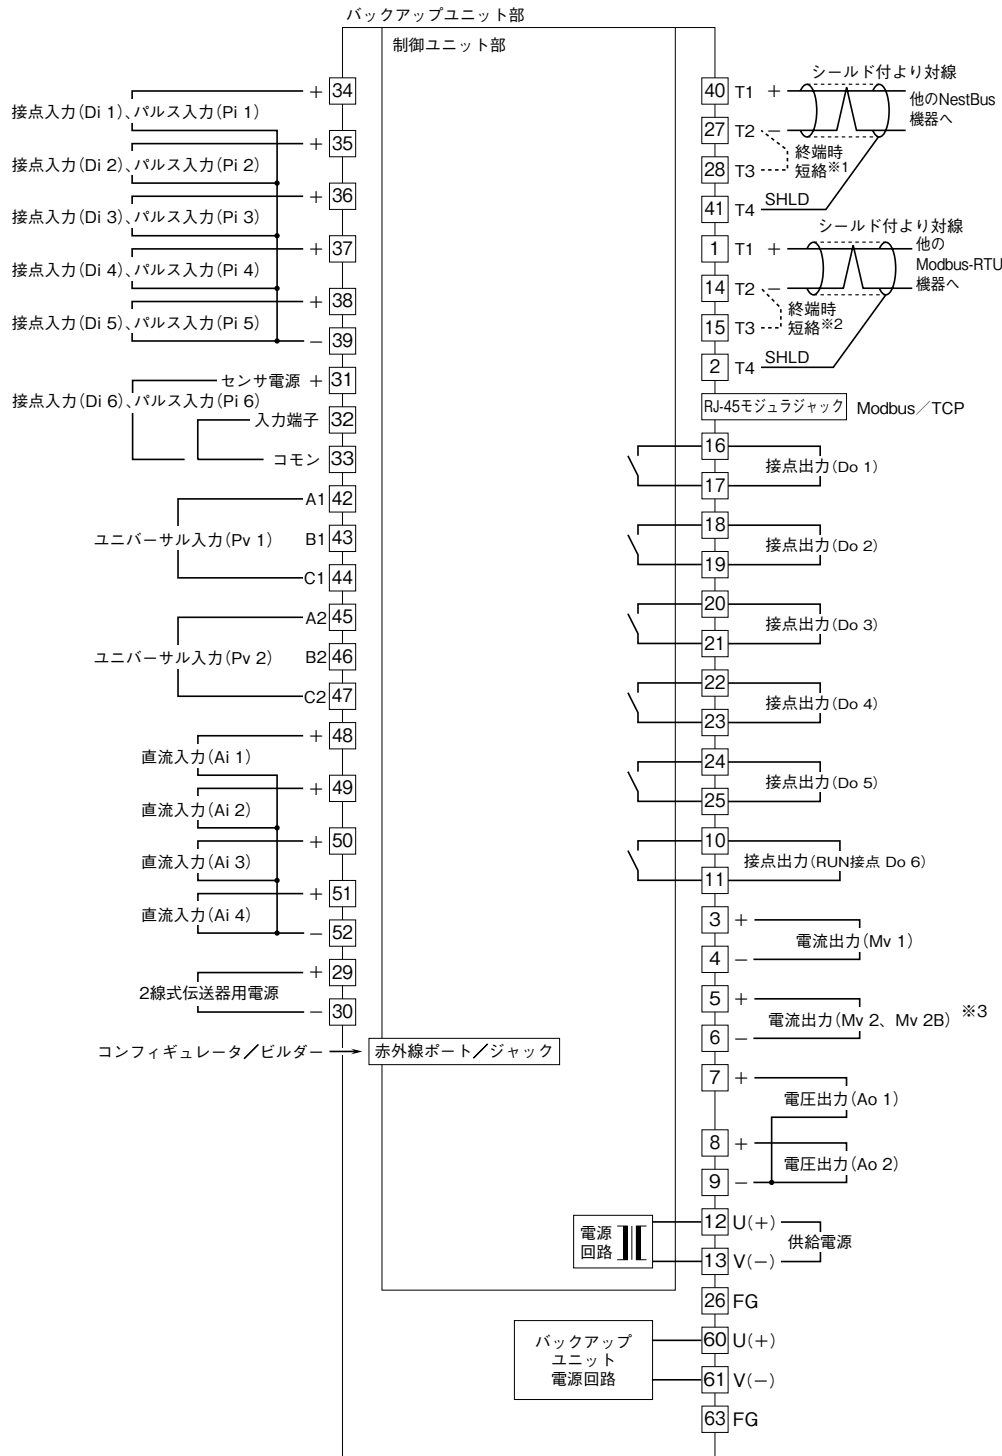 バックアップユニット部
制御ユニット部
接点入力(Di 1)、パルス入力(Pi 1)
+ 34
接点入力(Di 2)、パルス入力(Pi 2)
+ 35
接点入力(Di 3)、パルス入力(Pi 3)
+ 36
接点入力(Di 4)、パルス入力(Pi 4)
+ 37
接点入力(Di 5)、パルス入力(Pi 5)
+ 38
− 39
接点入力(Di 6)、パルス入力(Pi 6)
センサ電源 + 31
入力端子 32
コモン 33
ユニバーサル入力(Pv 1)
A1 42
B1 43
C1 44
ユニバーサル入力(Pv 2)
A2 45
B2 46
C2 47
直流入力(Ai 1)
+ 48
直流入力(Ai 2)
+ 49
直流入力(Ai 3)
+ 50
直流入力(Ai 4)
+ 51
− 52
2線式伝送器用電源
+ 29
− 30
コンフィギュレータ/ビルダー
赤外線ポート/ジャック
シールド付より対線
40 T1 +
27 T2 −
28 T3
41 T4 SHLD
終端時
短絡※1
他のNestBus
機器へ
シールド付より対線
1 T1 +
14 T2 −
15 T3
2 T4 SHLD
終端時
短絡※2
他の
Modbus-RTU
機器へ
RJ-45モジュラジャック Modbus/TCP
16
17
接点出力(Do 1)
18
19
接点出力(Do 2)
20
21
接点出力(Do 3)
22
23
接点出力(Do 4)
24
25
接点出力(Do 5)
10
11
接点出力(RUN接点 Do 6)
3 +
4 −
電流出力(Mv 1)
5 +
6 −
電流出力(Mv 2、Mv 2B) ※3
7 +
電圧出力(Ao 1)
8 +
9 −
電圧出力(Ao 2)
電源
回路
12 U(+)
13 V(−)
供給電源
26 FG
バックアップ
ユニット
電源回路
60 U(+)
61 V(−)
63 FG